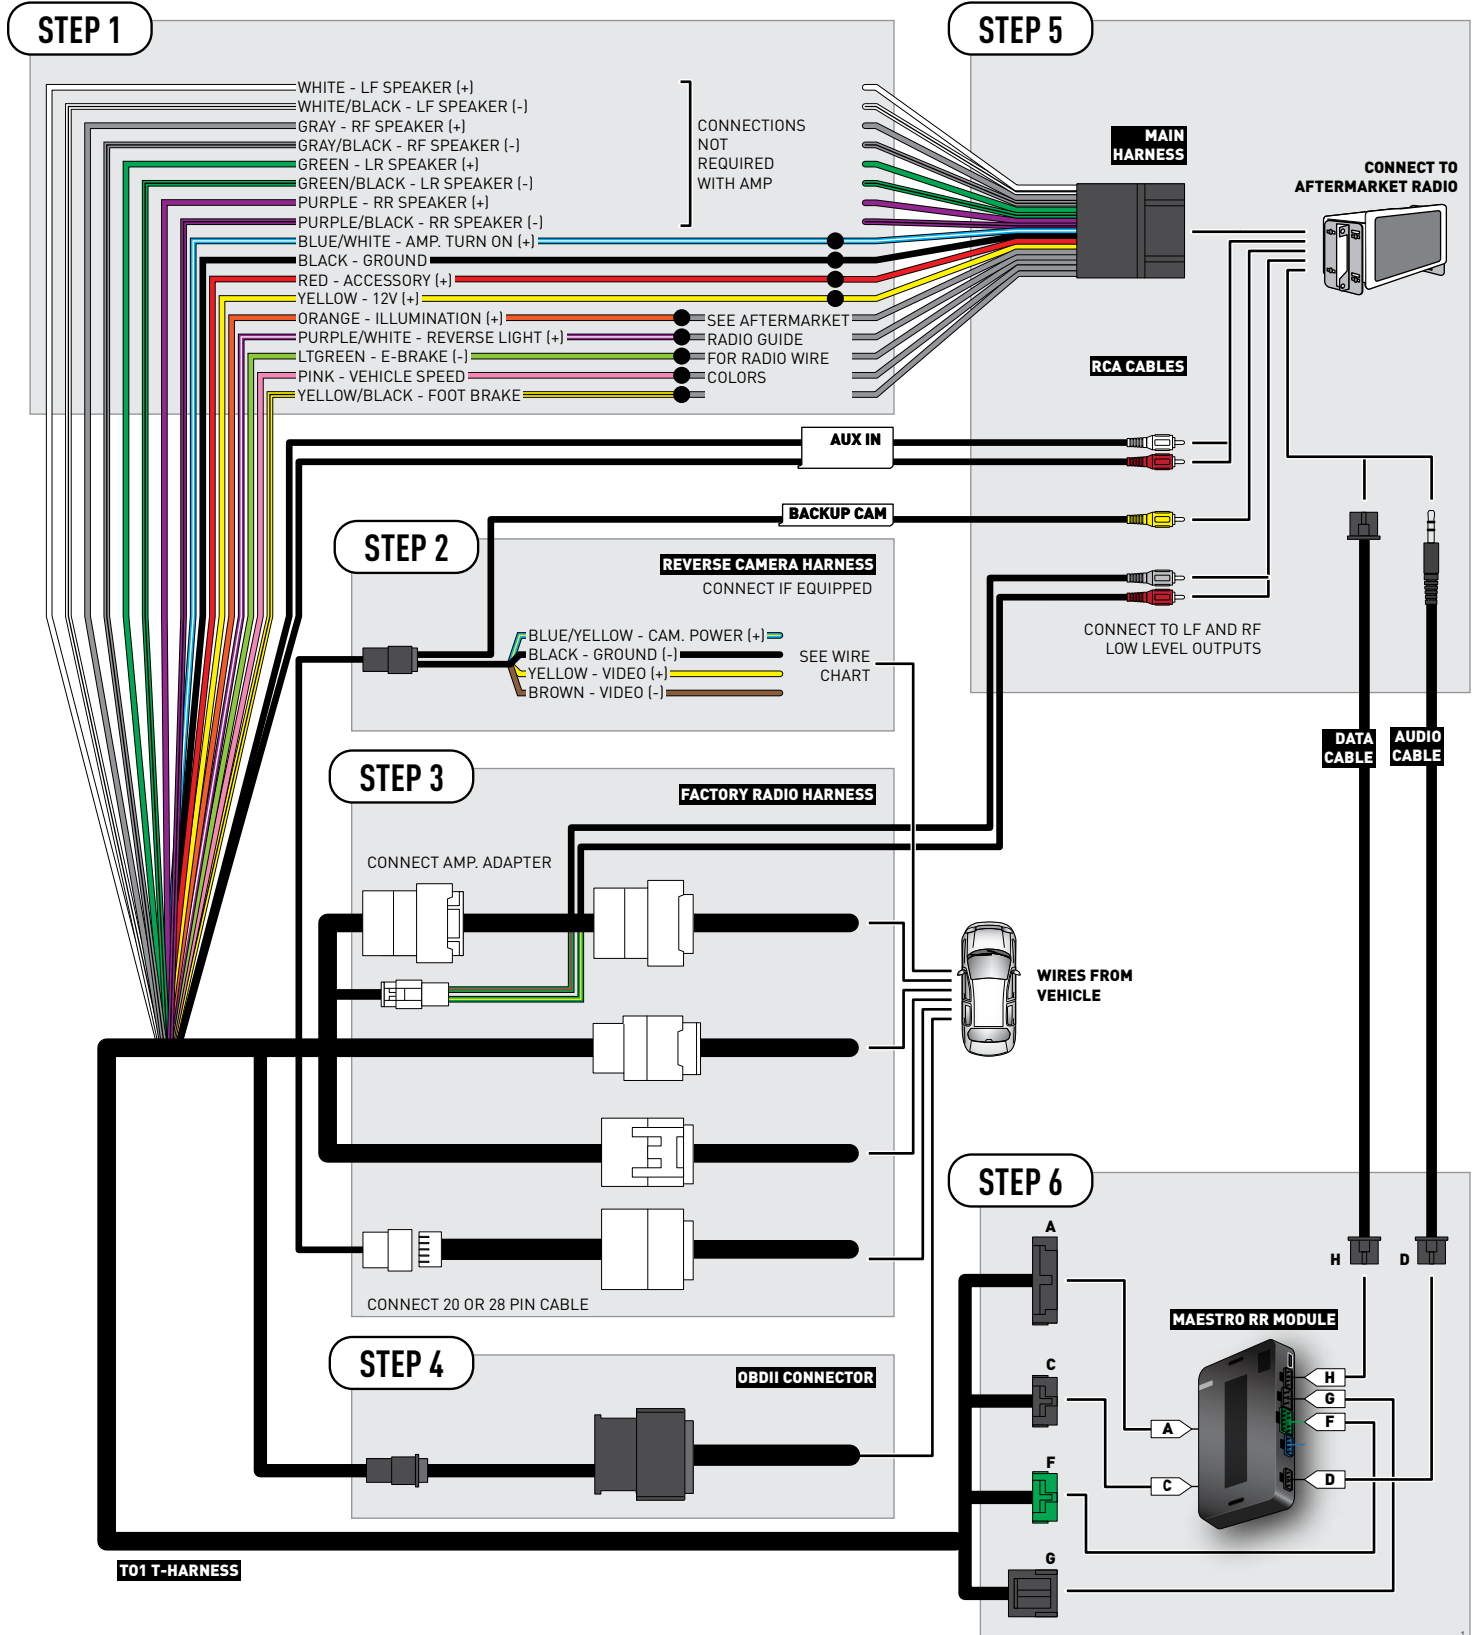 STEP 1
WHITE - LF SPEAKER (+)
WHITE/BLACK - LF SPEAKER (-)
GRAY - RF SPEAKER (+)
GRAY/BLACK - RF SPEAKER (-)
GREEN - LR SPEAKER (+)
GREEN/BLACK - LR SPEAKER (-)
PURPLE - RR SPEAKER (+)
PURPLE/BLACK - RR SPEAKER (-)
BLUE/WHITE - AMP. TURN ON (+)
BLACK - GROUND
RED - ACCESSORY (+)
YELLOW - 12V (+)
ORANGE - ILLUMINATION (+)
PURPLE/WHITE - REVERSE LIGHT (+)
LTGREEN - E-BRAKE (-)
PINK - VEHICLE SPEED
YELLOW/BLACK - FOOT BRAKE
CONNECTIONS
NOT
REQUIRED
WITH AMP
SEE AFTERMARKET
RADIO GUIDE
FOR RADIO WIRE
COLORS
STEP 5
MAIN
HARNESS
CONNECT TO
AFTERMARKET RADIO
RCA CABLES
AUX IN
BACKUP CAM
CONNECT TO LF AND RF
LOW LEVEL OUTPUTS
DATA
CABLE
AUDIO
CABLE
STEP 2
REVERSE CAMERA HARNESS
CONNECT IF EQUIPPED
BLUE/YELLOW - CAM. POWER (+)
BLACK - GROUND (-)
YELLOW - VIDEO (+)
BROWN - VIDEO (-)
SEE WIRE
CHART
STEP 3
FACTORY RADIO HARNESS
CONNECT AMP. ADAPTER
WIRES FROM
VEHICLE
CONNECT 20 OR 28 PIN CABLE
STEP 4
OBDII CONNECTOR
T01 T-HARNESS
STEP 6
A
H
D
MAESTRO RR MODULE
C
H
G
F
A
F
C
D
G
1